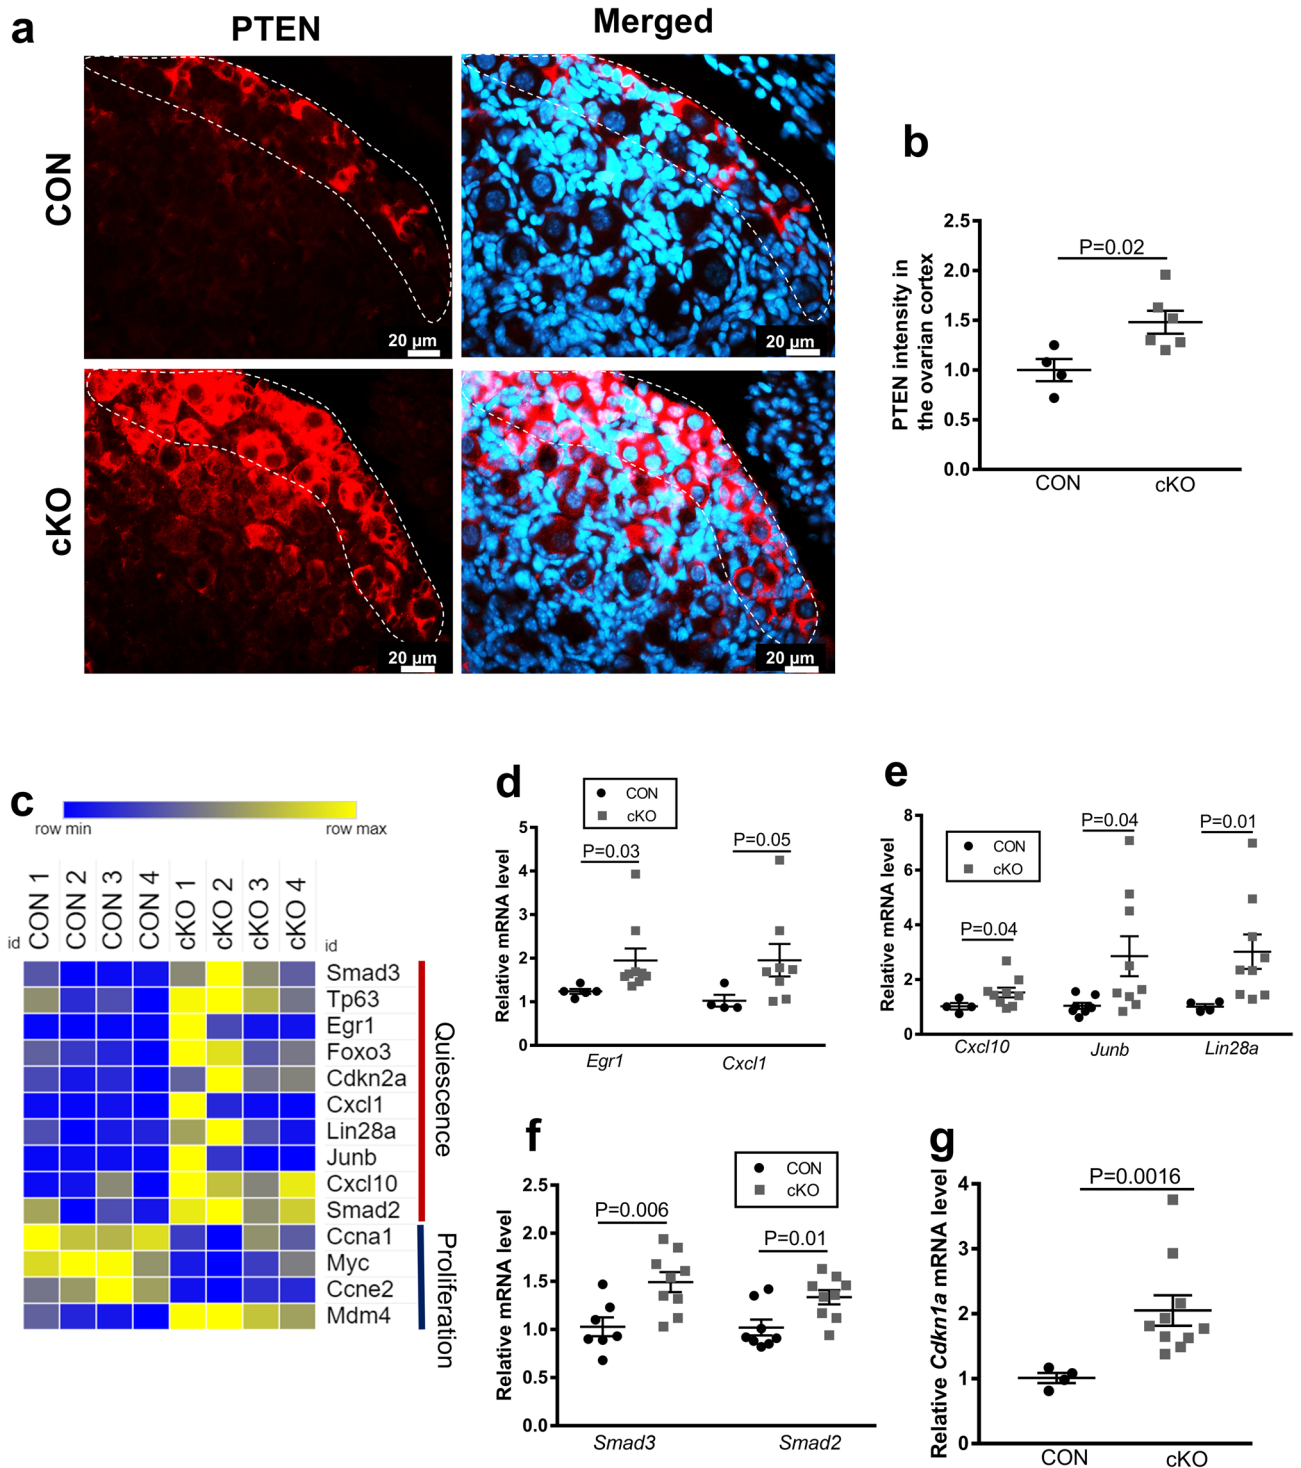 a
PTEN
Merged
CON
20 µm
20 µm
cKO
20 µm
20 µm
b
PTEN intensity in
the ovarian cortex
2.5
2.0
1.5
1.0
0.5
0.0
P=0.02
CON
cKO
c
row min
row max
id
CON 1
CON 2
CON 3
CON 4
cKO 1
cKO 2
cKO 3
cKO 4
id
Smad3
Tp63
Egr1
Foxo3
Cdkn2a
Cxcl1
Lin28a
Junb
Cxcl10
Smad2
Ccna1
Myc
Ccne2
Mdm4
Quiescence
Proliferation
d
CON
cKO
Relative mRNA level
5
4
3
2
1
0
P=0.03
P=0.05
Egr1
Cxcl1
e
CON
cKO
Relative mRNA level
8
6
4
2
0
P=0.04
P=0.04
P=0.01
Cxcl10
Junb
Lin28a
f
CON
cKO
Relative mRNA level
2.5
2.0
1.5
1.0
0.5
0.0
P=0.006
P=0.01
Smad3
Smad2
g
Relative Cdkn1a mRNA level
4
3
2
1
0
P=0.0016
CON
cKO